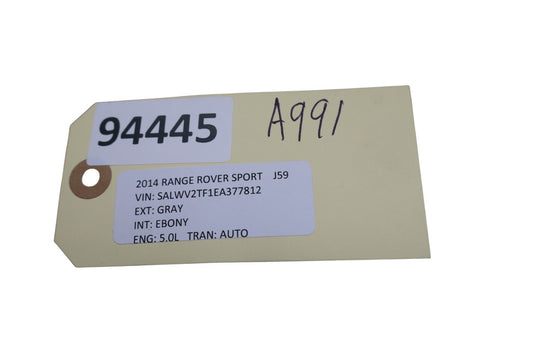 94445
A991
2014 RANGE ROVER SPORT J59
VIN: SALWV2TF1EA377812
EXT: GRAY
INT: EBONY
ENG: 5.0L TRAN: AUTO